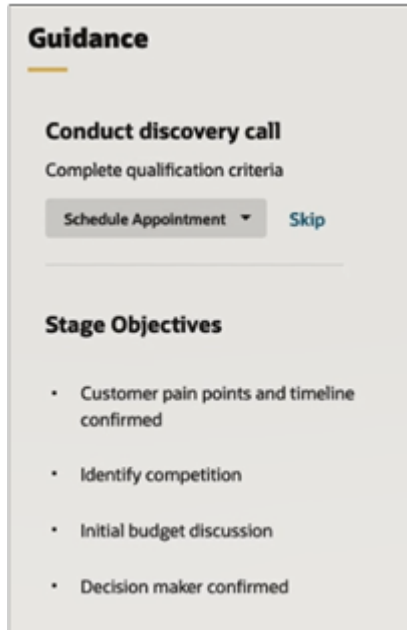 Guidance
Conduct discovery call
Complete qualification criteria
Schedule Appointment
Skip
Stage Objectives
• Customer pain points and timeline
confirmed
• Identify competition
• Initial budget discussion
• Decision maker confirmed